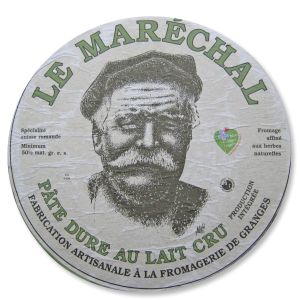 LE MARÉCHAL
Spécialité
suisse romande
Minimum
50% mat. gr. e. s.
Fromage
affiné
aux herbes
naturelles
PRODUCTION
INTÉGRÉE
PÂTE DURE AU LAIT CRU
FABRICATION ARTISANALE À LA FROMAGERIE DE GRANGES